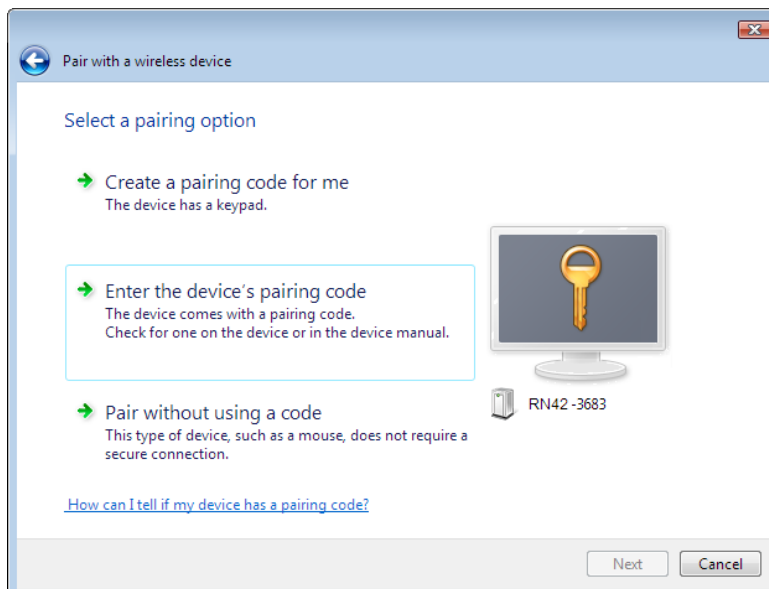 Pair with a wireless device
Select a pairing option
Create a pairing code for me
The device has a keypad.
Enter the device's pairing code
The device comes with a pairing code.
Check for one on the device or in the device manual.
Pair without using a code
This type of device, such as a mouse, does not require a
secure connection.
RN42 -3683
How can I tell if my device has a pairing code?
Next
Cancel